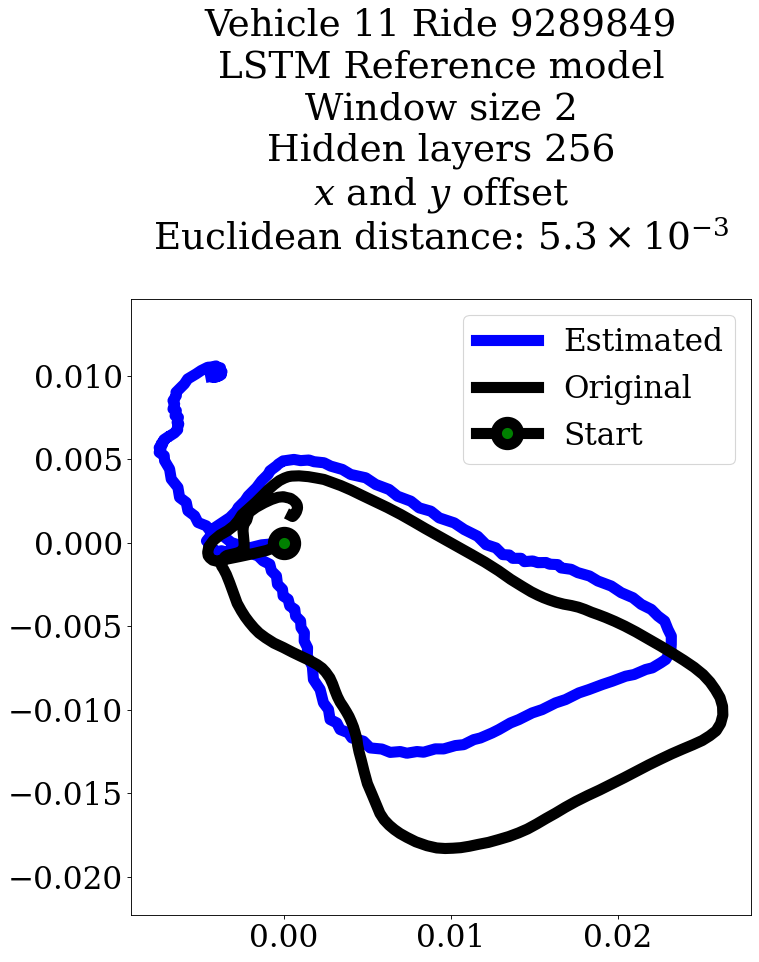 Vehicle 11 Ride 9289849
LSTM Reference model
Window size 2
Hidden layers 256
x and y offset
Euclidean distance: 5.3 × 10⁻³
Estimated
Original
Start
0.010
0.005
0.000
−0.005
−0.010
−0.015
−0.020
0.00 0.01 0.02